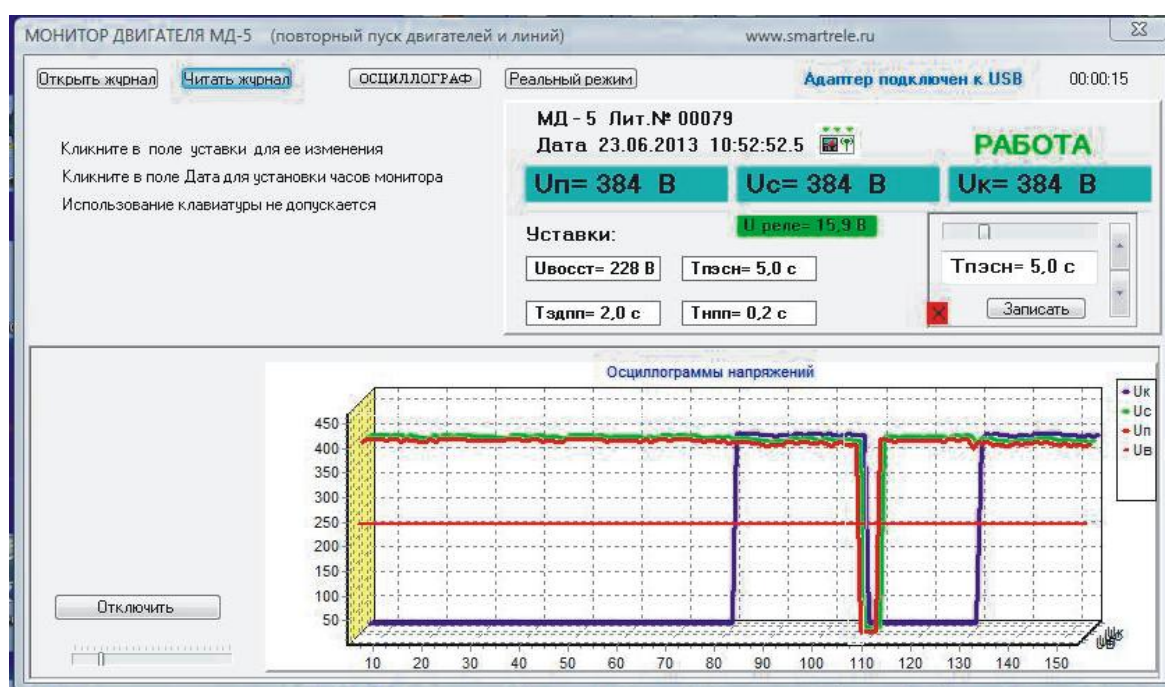 МОНИТОР ДВИГАТЕЛЯ МД-5 (повторный пуск двигателей и линий) www.smartrele.ru
Открыть журнал Читать журнал ОСЦИЛЛОГРАФ Реальный режим Адаптер подключен к USB 00:00:15
МД - 5 Лит.№ 00079
Дата 23.06.2013 10:52:52.5 РАБОТА
Кликните в поле уставки для ее изменения
Кликните в поле Дата для установки часов монитора
Использование клавиатуры не допускается
Uп= 384 В Uс= 384 В Uк= 384 В
Уставки: U реле= 15,9 В
Uвосст= 228 В Тпэсн= 5,0 с Тпэсн= 5,0 с
Тздпп= 2,0 с Тнпп= 0,2 с Записать
Осциллограммы напряжений
Uк
Uс
Uп
Uв
450
400
350
300
250
200
150
100
50
Отключить
10 20 30 40 50 60 70 80 90 100 110 120 130 140 150